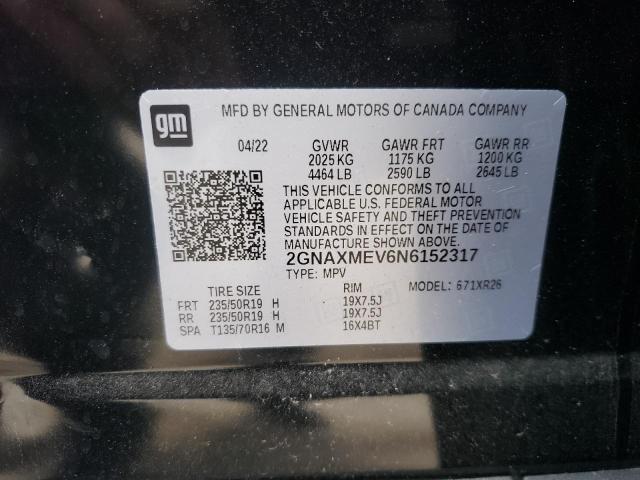 gm
MFD BY GENERAL MOTORS OF CANADA COMPANY
04/22 GVWR GAWR FRT GAWR RR
2025 KG 1175 KG 1200 KG
4464 LB 2590 LB 2645 LB
THIS VEHICLE CONFORMS TO ALL
APPLICABLE U.S. FEDERAL MOTOR
VEHICLE SAFETY AND THEFT PREVENTION
STANDARDS IN EFFECT ON THE DATE OF
MANUFACTURE SHOWN ABOVE.
2GNAXMEV6N6152317
TYPE: MPV MODEL: 671XR26
TIRE SIZE RIM
FRT 235/50R19 H 19X7.5J
RR 235/50R19 H 19X7.5J
SPA T135/70R16 M 16X4BT